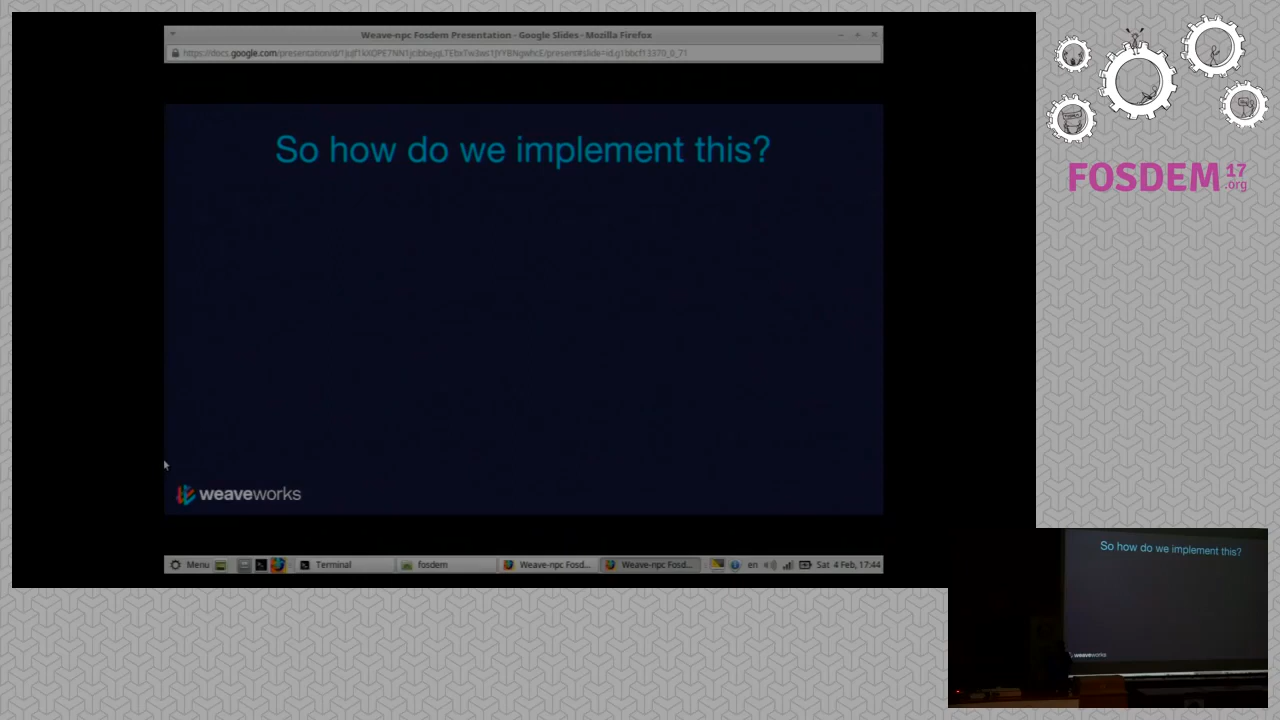 Weave-npc Fosdem Presentation - Google Slides - Mozilla Firefox
So how do we implement this?
weaveworks
Menu
Terminal
fosdem
Weave-npc Fosd...
Weave-npc Fosd...
en
Sat 4 Feb, 17:44
FOSDEM 17
.org
So how do we implement this?
weaveworks